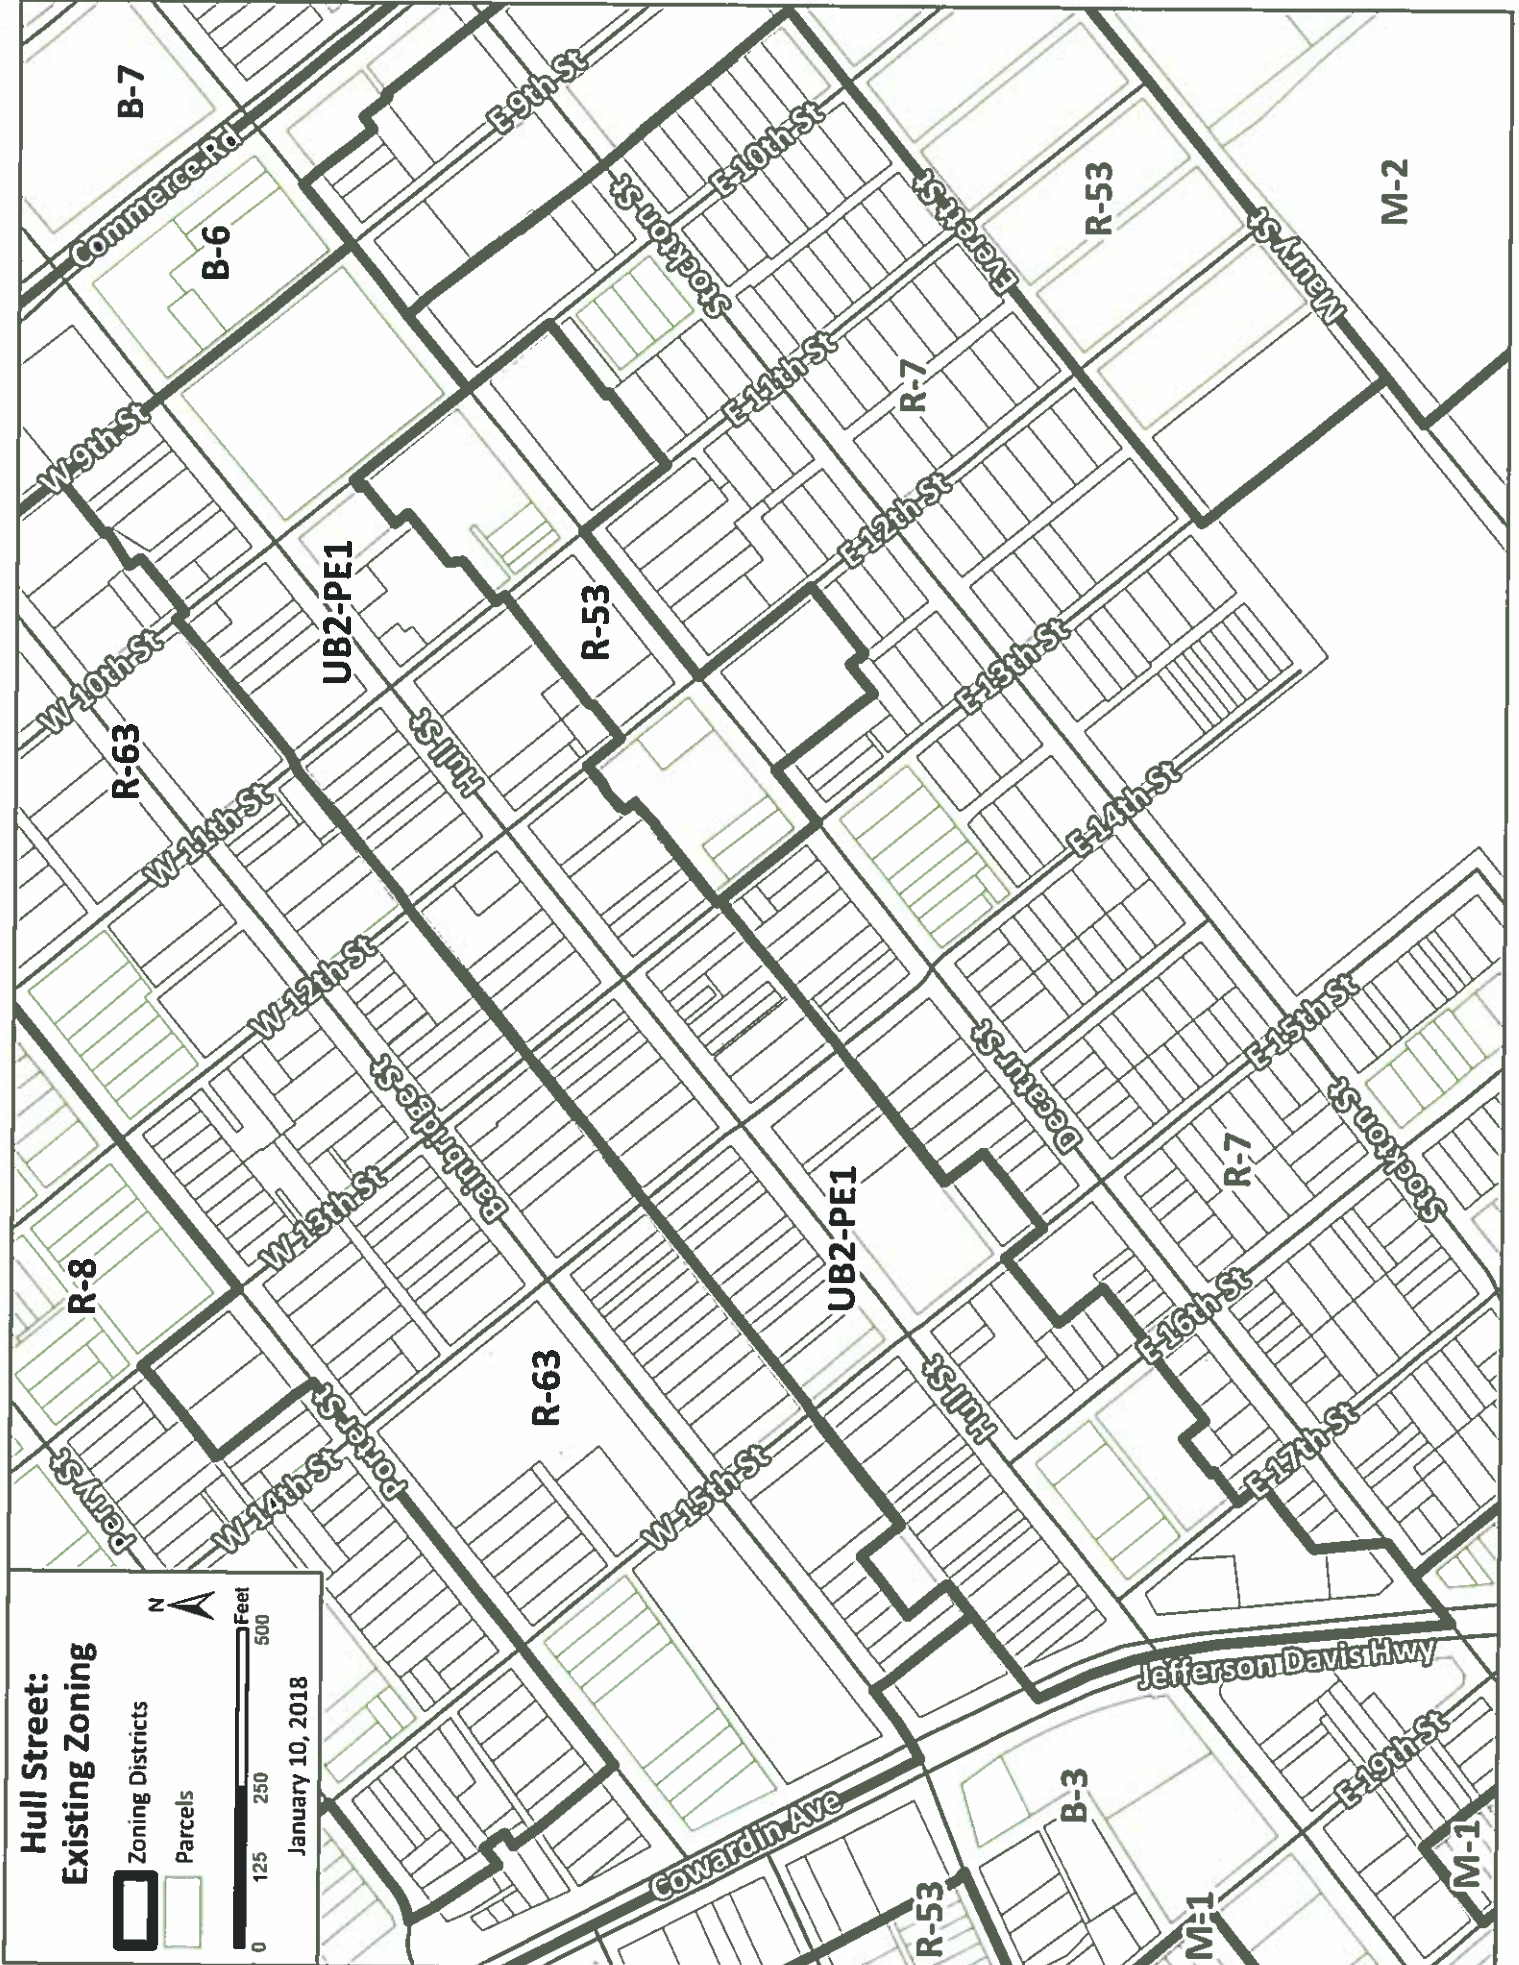 Hull Street:
Existing Zoning
Zoning Districts
Parcels
N
0 125 250 500 Feet
January 10, 2018
Perry St
R-8
W-14th-St
Porter St
W-13th-St
W-12th-St
W-11th-St
R-63
W-10th-St
W-9th-St
Commerce-Rd
B-7
B-6
Bainbridge-St
R-63
W-15th-St
UB2-PE1
Hull-St
E-9th-St
Cowardin Ave
UB2-PE1
Hull-St
R-53
Stockton-St
E-10th-St
E-11th-St
R-7
Everett-St
R-53
E-12th-St
E-13th-St
E-14th-St
Decatur-St
Maury-St
M-2
R-53
B-3
M-1
Jefferson Davis Hwy
E-16th-St
E-17th-St
R-7
E-15th-St
Stockton-St
E-19th-St
M-1